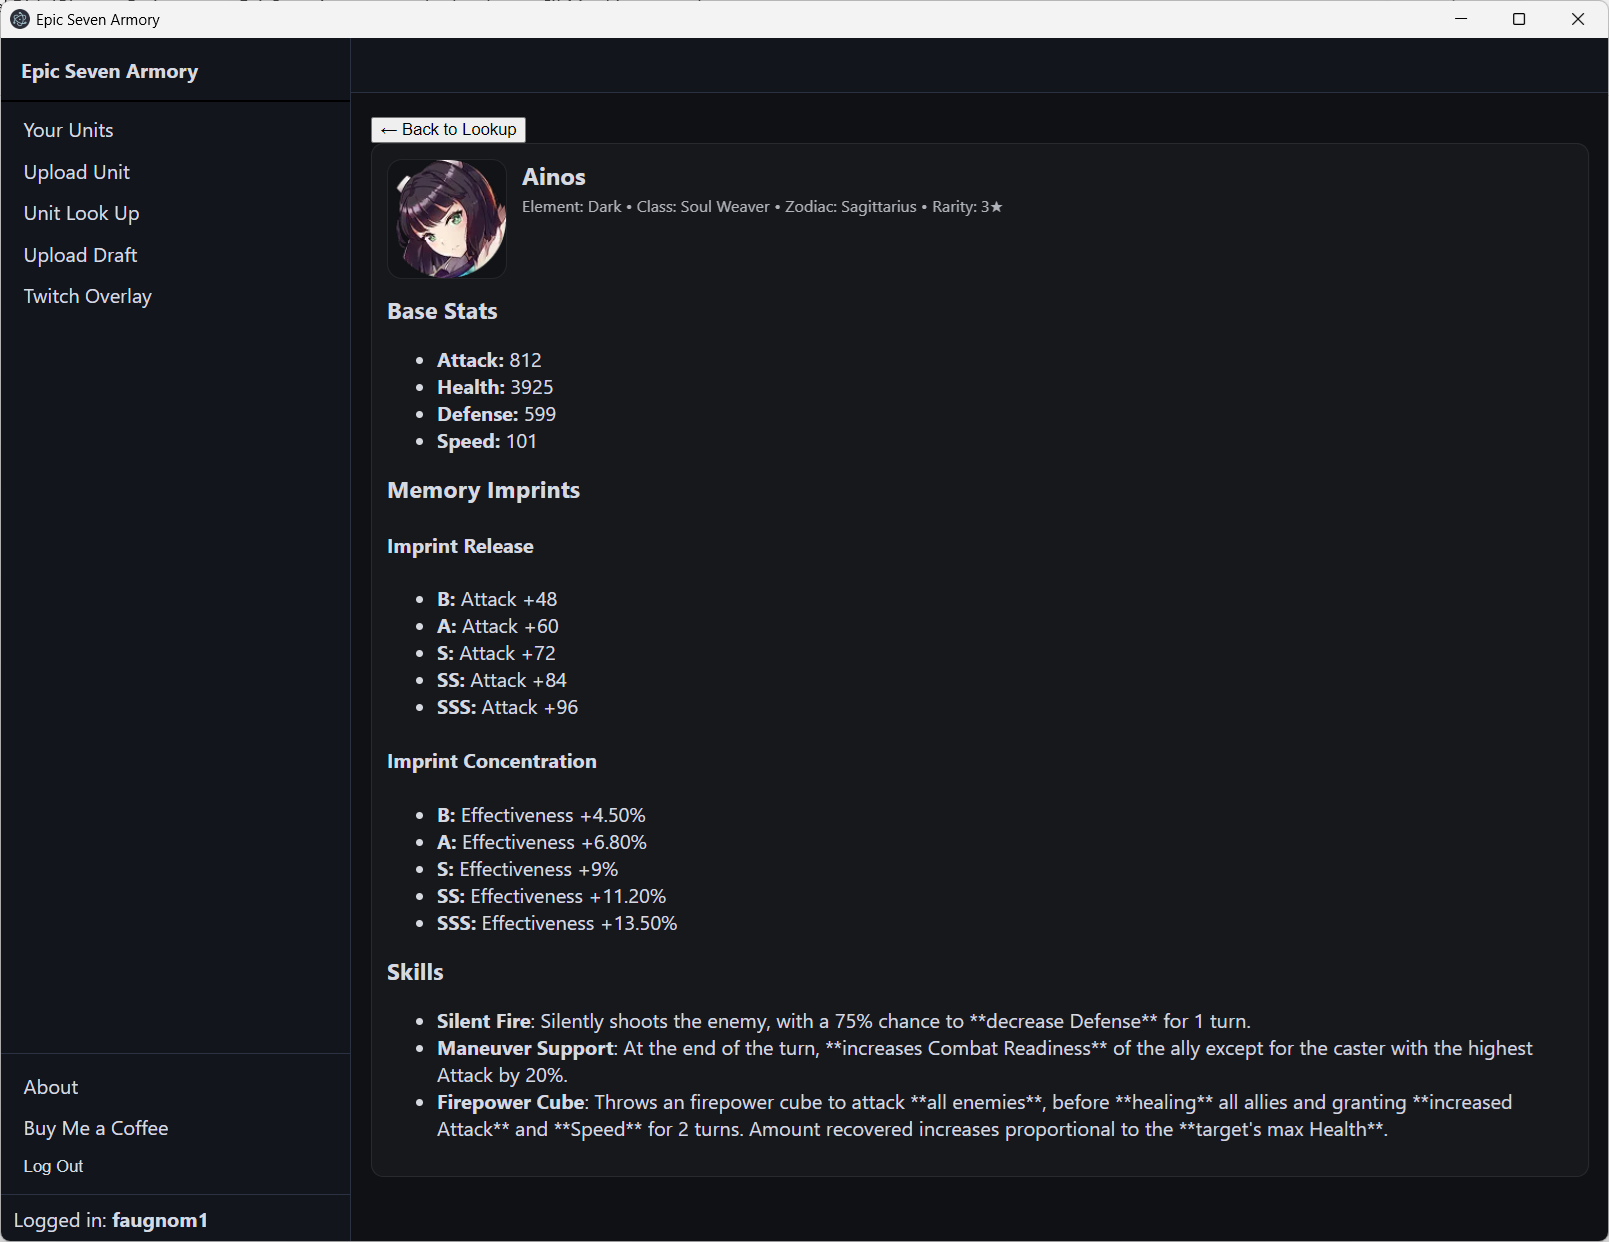 Epic Seven Armory
Epic Seven Armory
Your Units
Upload Unit
Unit Look Up
Upload Draft
Twitch Overlay
About
Buy Me a Coffee
Log Out
Logged in: faugnom1
← Back to Lookup
Ainos
Element: Dark • Class: Soul Weaver • Zodiac: Sagittarius • Rarity: 3★
Base Stats
• Attack: 812
• Health: 3925
• Defense: 599
• Speed: 101
Memory Imprints
Imprint Release
• B: Attack +48
• A: Attack +60
• S: Attack +72
• SS: Attack +84
• SSS: Attack +96
Imprint Concentration
• B: Effectiveness +4.50%
• A: Effectiveness +6.80%
• S: Effectiveness +9%
• SS: Effectiveness +11.20%
• SSS: Effectiveness +13.50%
Skills
• Silent Fire: Silently shoots the enemy, with a 75% chance to **decrease Defense** for 1 turn.
• Maneuver Support: At the end of the turn, **increases Combat Readiness** of the ally except for the caster with the highest
Attack by 20%.
• Firepower Cube: Throws an firepower cube to attack **all enemies**, before **healing** all allies and granting **increased
Attack** and **Speed** for 2 turns. Amount recovered increases proportional to the **target's max Health**.